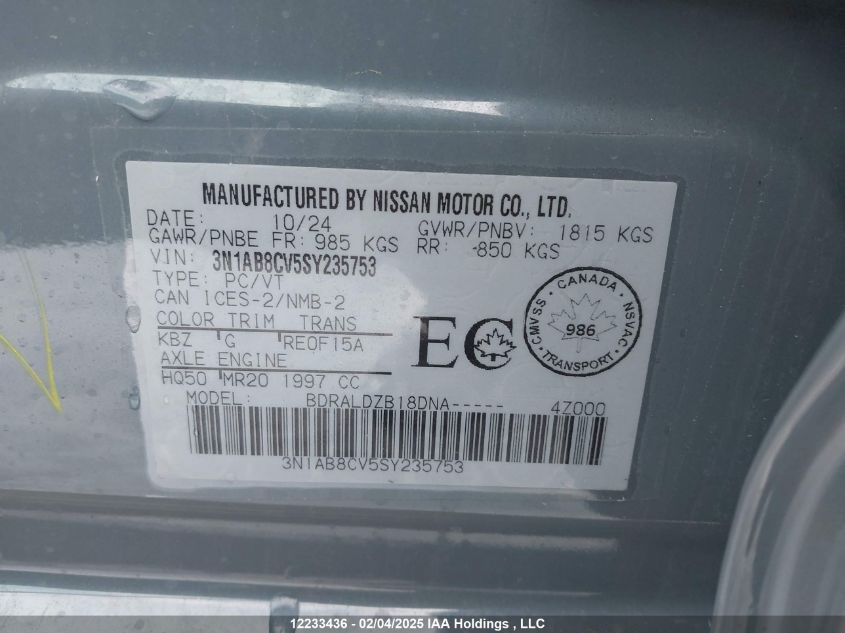 MANUFACTURED BY NISSAN MOTOR CO., LTD.
DATE: 10/24 GVWR/PNBV: 1815 KGS
GAWR/PNBE FR: 985 KGS RR: 850 KGS
VIN: 3N1AB8CV5SY235753
TYPE: PC/VT
CAN ICES-2/NMB-2
COLOR TRIM TRANS
KBZ G RE0F15A
AXLE ENGINE
HQ50 MR20 1997 CC
MODEL: BDRALDZB18DNA----- 4Z000
3N1AB8CV5SY235753
EC
CANADA
CMVSS NSVAC
986
TRANSPORT
12233436 - 02/04/2025 IAA Holdings , LLC